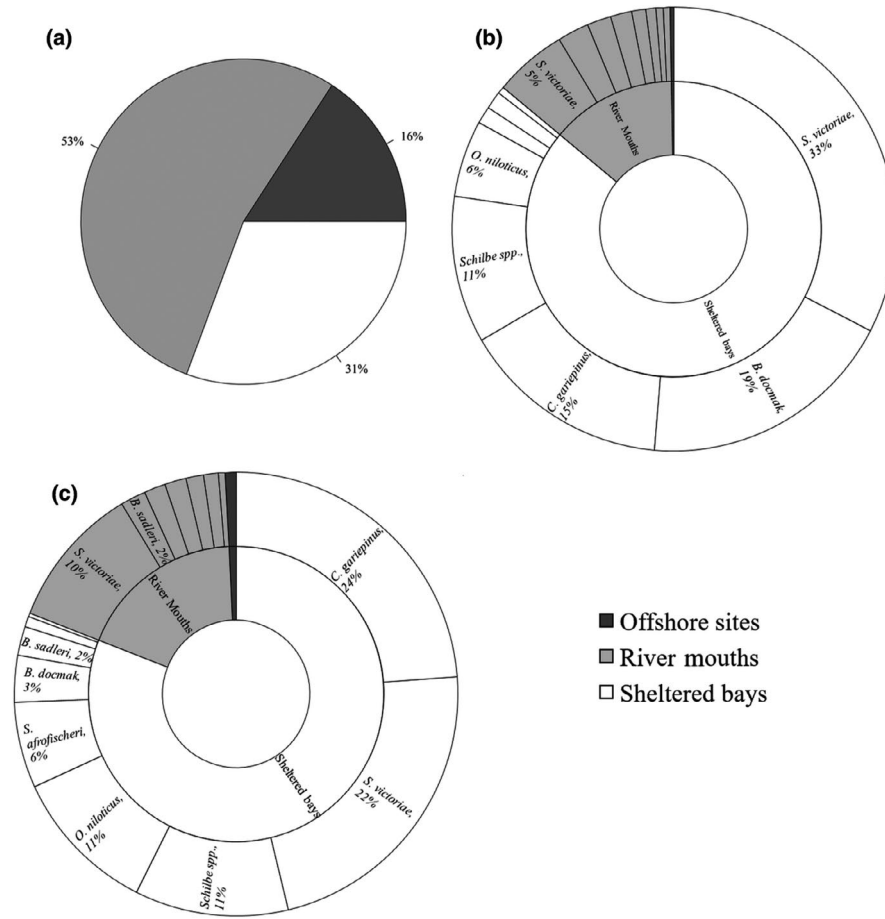 (a)
53%
16%
31%
(b)
S. victoriae,
5%
River Mouths
S. victoriae,
33%
O. niloticus,
6%
Schilbe spp.,
11%
C. gariepinus,
15%
Sheltered bays
B. docmak,
19%
(c)
B. sadleri, 2%
S. victoriae,
10%
River Mouths
C. gariepinus,
24%
B. sadleri, 2%
B. docmak,
3%
S.
afrofischeri,
6%
O. niloticus,
11%
Schilbe spp.,
11%
Sheltered bays
S. victoriae,
22%
Offshore sites
River mouths
Sheltered bays